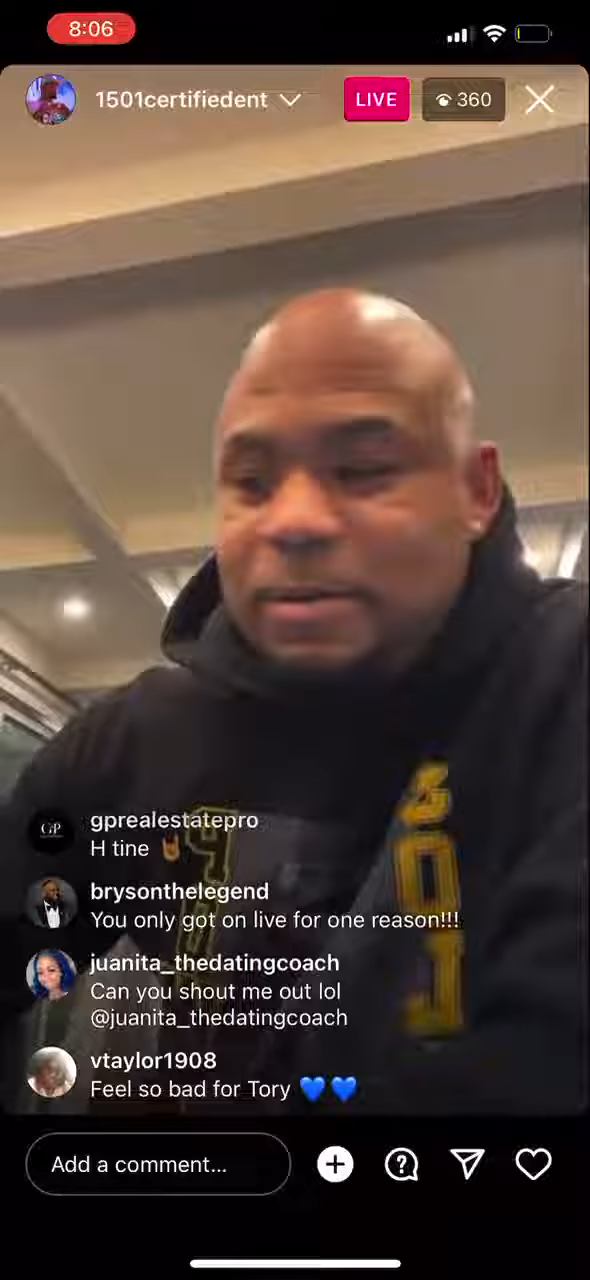 8:06
1501certifiedent
LIVE
360
gprealestatepro
H tine 🤘
brysonthelegend
You only got on live for one reason!!!
juanita_thedatingcoach
Can you shout me out lol
@juanita_thedatingcoach
vtaylor1908
Feel so bad for Tory 💙💙
Add a comment...
GP